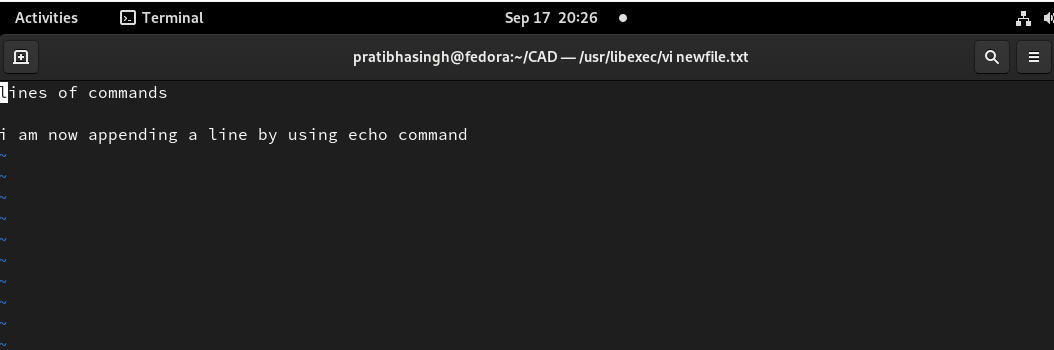 Activities Terminal Sep 17 20:26
pratibhasingh@fedora:~/CAD — /usr/libexec/vi newfile.txt
lines of commands
i am now appending a line by using echo command
~
~
~
~
~
~
~
~
~
~